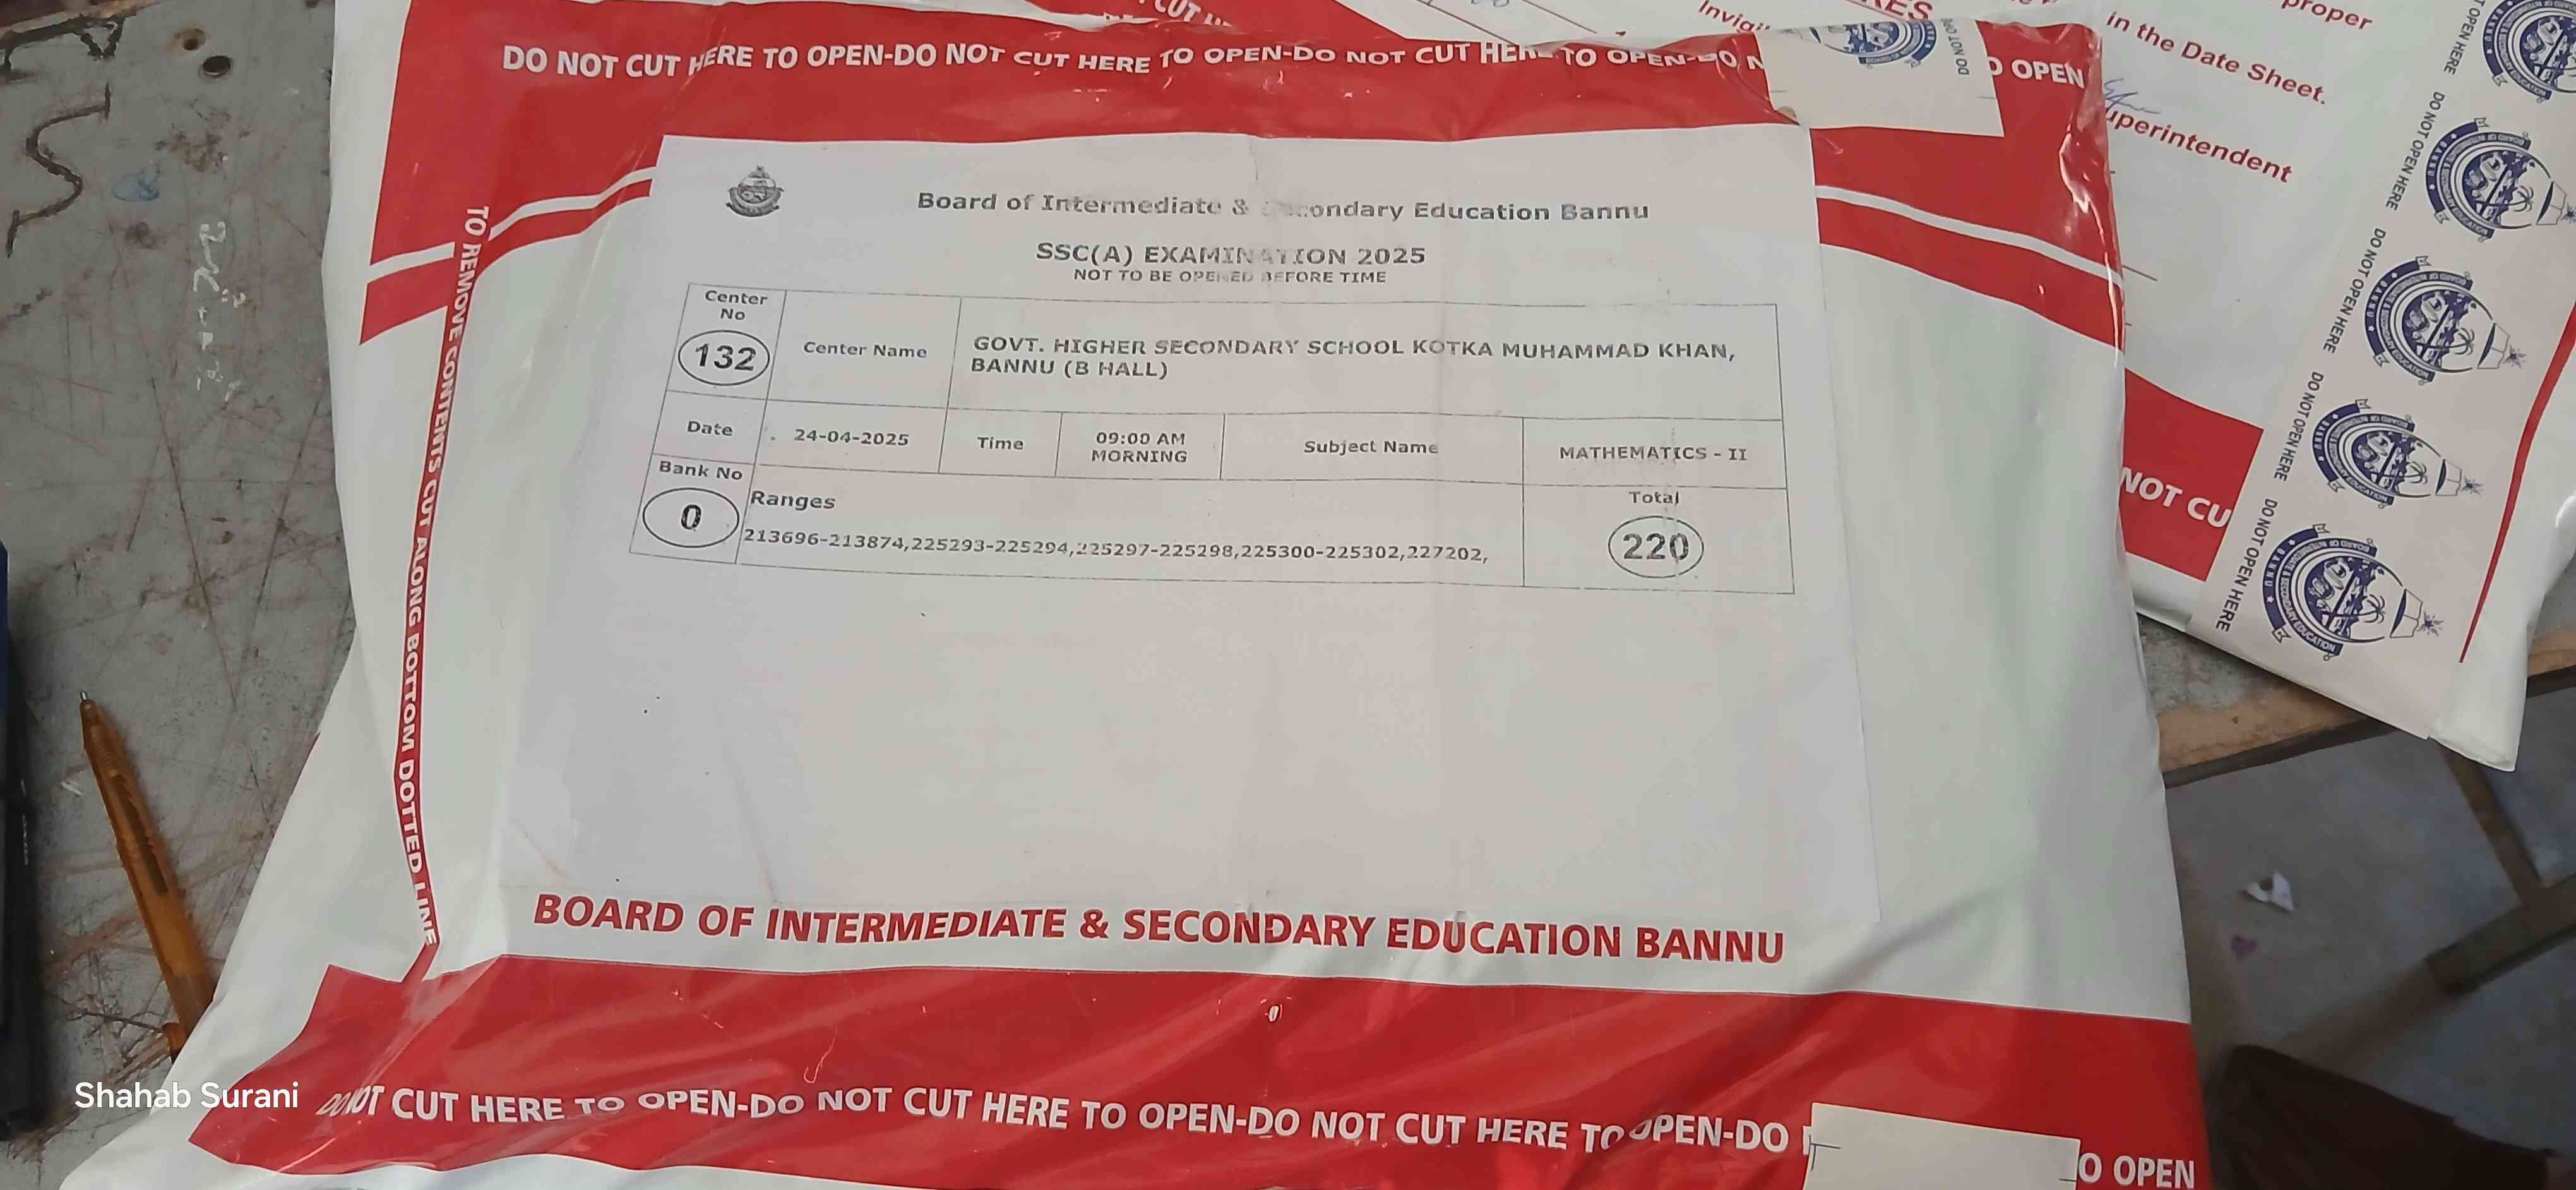 DO NOT CUT HERE TO OPEN-DO NOT CUT HERE TO OPEN-DO NOT CUT HERE TO OPEN-DO N
O OPEN
TO REMOVE CONTENTS CUT ALONG BOTTOM DOTTED LINE
Board of Intermediate & Secondary Education Bannu
SSC(A) EXAMINATION 2025
NOT TO BE OPENED BEFORE TIME
Center No
132
Center Name
GOVT. HIGHER SECONDARY SCHOOL KOTKA MUHAMMAD KHAN,
BANNU (B HALL)
Date
24-04-2025
Time
09:00 AM
MORNING
Subject Name
MATHEMATICS - II
Bank No
0
Ranges
213696-213874,225293-225294,225297-225298,225300-225302,227202,
Total
220
BOARD OF INTERMEDIATE & SECONDARY EDUCATION BANNU
NOT CUT HERE TO OPEN-DO NOT CUT HERE TO OPEN-DO NOT CUT HERE TO OPEN-DO
O OPEN
Shahab Surani
proper
in the Date Sheet.
uperintendent
NOT CU
DO NOT OPEN HERE
DO NOT OPEN HERE
DO NOT OPEN HERE
DO NOT OPEN HERE